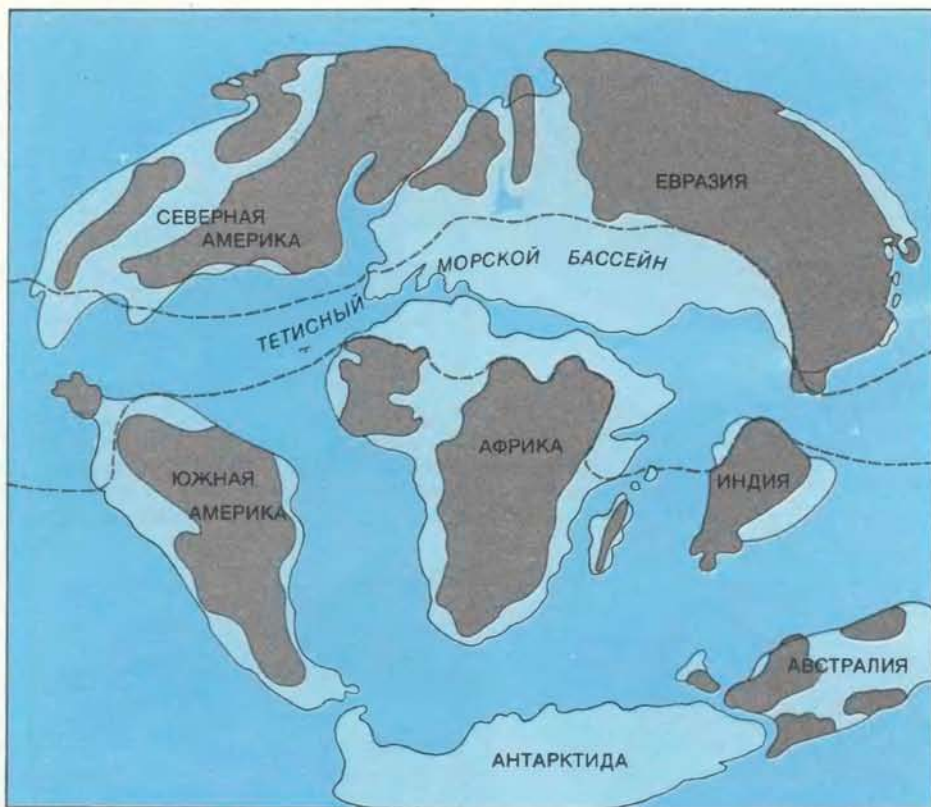 ЕВРАЗИЯ
СЕВЕРНАЯ
АМЕРИКА
МОРСКОЙ БАССЕЙН
ТЕТИСНЫЙ
АФРИКА
ЮЖНАЯ
АМЕРИКА
ИНДИЯ
АВСТРАЛИЯ
АНТАРКТИДА